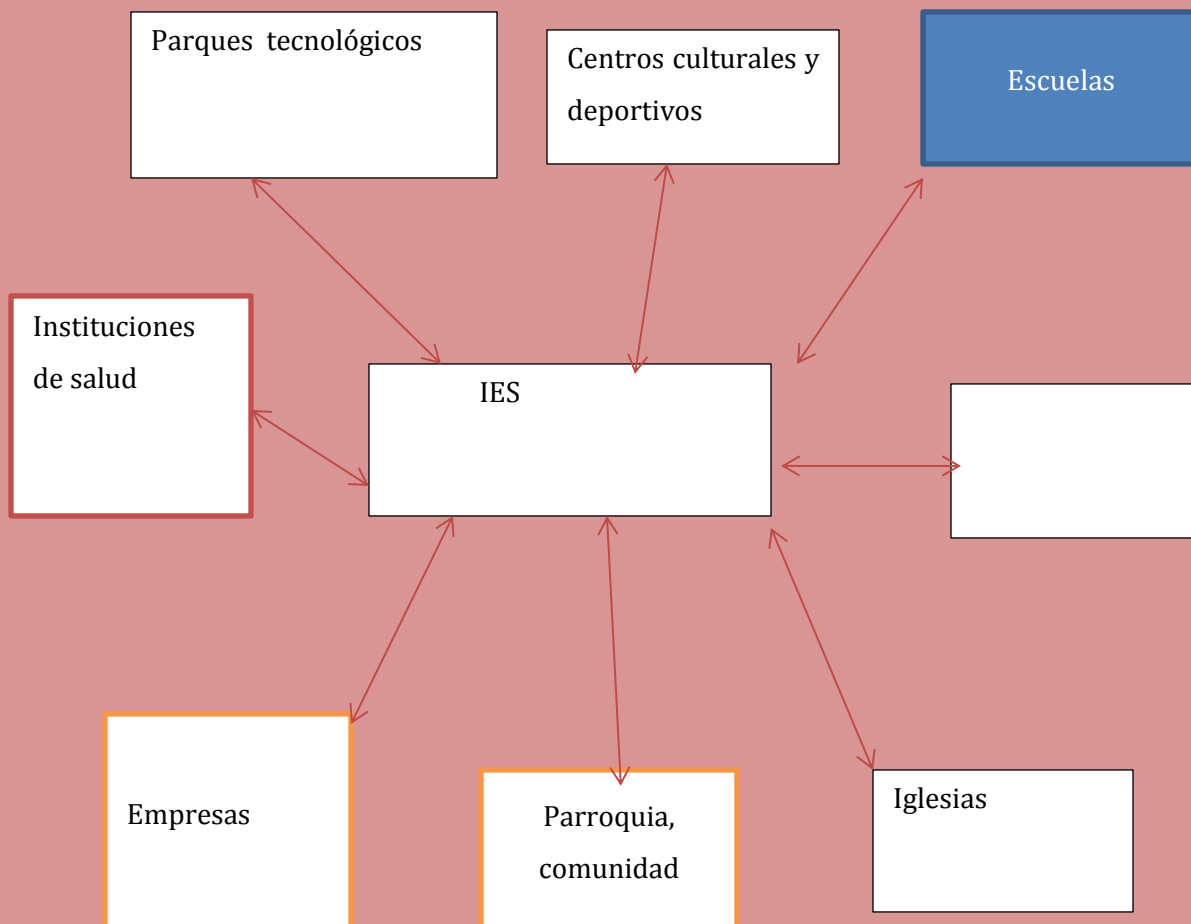 Parques tecnológicos
Centros culturales y
deportivos
Escuelas
Instituciones
de salud
IES
Empresas
Parroquia,
comunidad
Iglesias